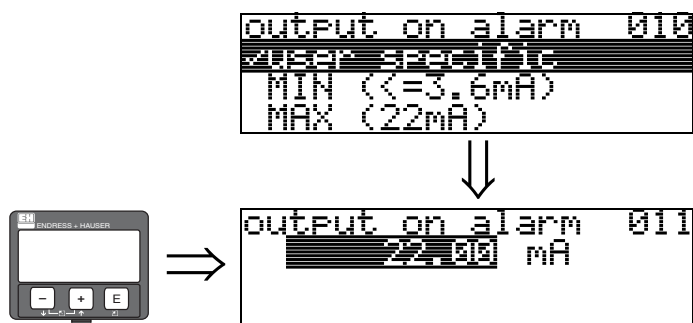 output on alarm 010
✓user specific
MIN (<=3.6mA)
MAX (22mA)
EH
ENDRESS + HAUSER
− + E
output on alarm 011
22.00 mA